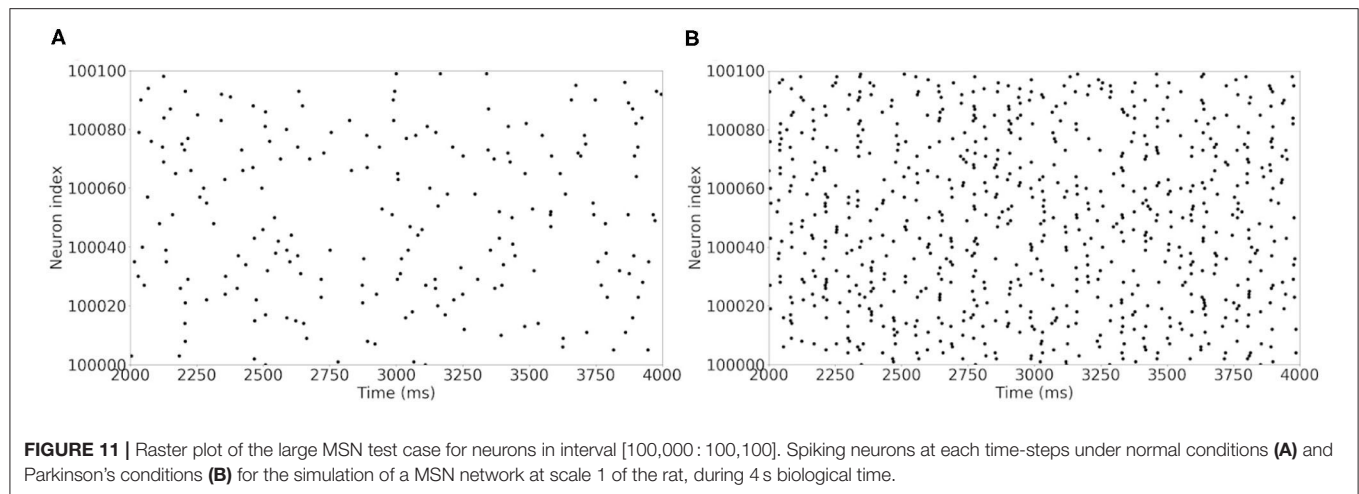 A
100100
100080
100060
100040
100020
100000
Neuron index
2000 2250 2500 2750 3000 3250 3500 3750 4000
Time (ms)
B
100100
100080
100060
100040
100020
100000
Neuron index
2000 2250 2500 2750 3000 3250 3500 3750 4000
Time (ms)
FIGURE 11 | Raster plot of the large MSN test case for neurons in interval [100,000 : 100,100]. Spiking neurons at each time-steps under normal conditions (A) and
Parkinson's conditions (B) for the simulation of a MSN network at scale 1 of the rat, during 4 s biological time.